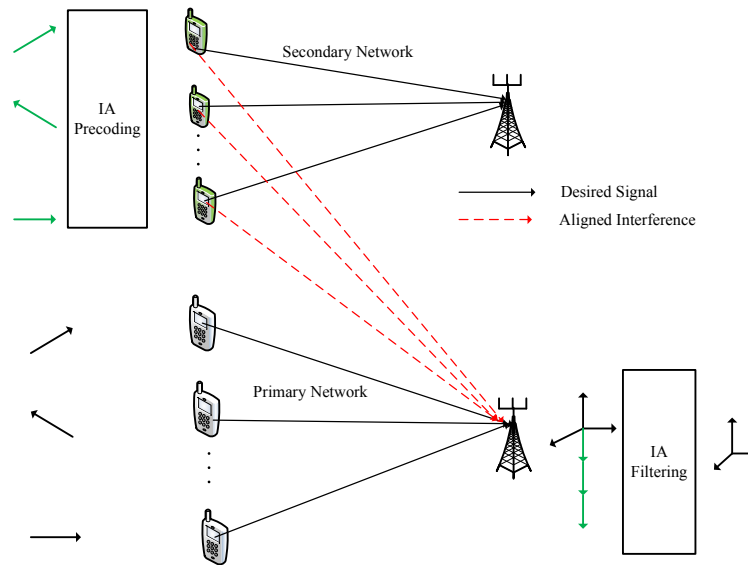 Secondary Network
IA
Precoding
Desired Signal
Aligned Interference
Primary Network
IA
Filtering